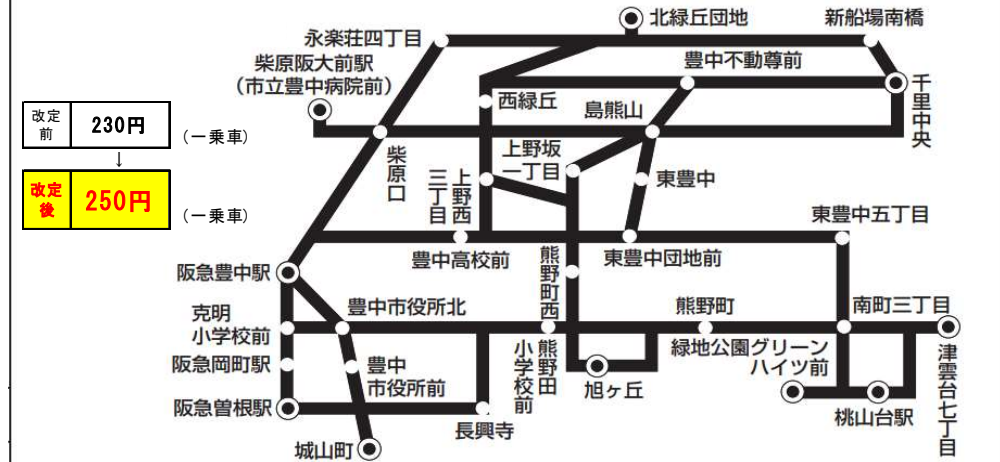 北緑丘団地
新船場南橋
永楽荘四丁目
柴原阪大前駅
(市立豊中病院前)
豊中不動尊前
千里中央
西緑丘
島熊山
改定
前
230円
(一乗車)
↓
改定
後
250円
(一乗車)
柴原口
上野坂
一丁目
上野西
三丁目
東豊中
東豊中五丁目
豊中高校前
東豊中団地前
阪急豊中駅
熊野町西
克明
小学校前
豊中市役所北
熊野町
南町三丁目
阪急岡町駅
豊中
市役所前
熊野田
小学校前
緑地公園グリーン
ハイツ前
津雲台七丁目
旭ヶ丘
阪急曽根駅
長興寺
桃山台駅
城山町